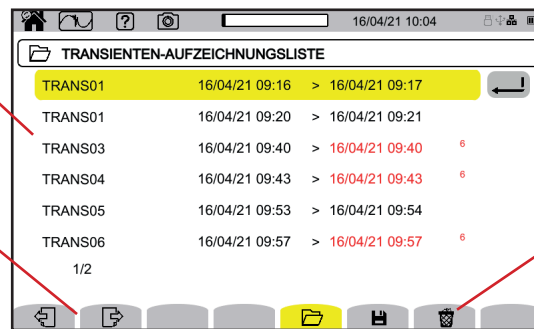 ? 16/04/21 10:04
TRANSIENTEN-AUFZEICHNUNGSLISTE
TRANS01 16/04/21 09:16 > 16/04/21 09:17
TRANS01 16/04/21 09:20 > 16/04/21 09:21
TRANS03 16/04/21 09:40 > 16/04/21 09:40 6
TRANS04 16/04/21 09:43 > 16/04/21 09:43 6
TRANS05 16/04/21 09:53 > 16/04/21 09:54
TRANS06 16/04/21 09:57 > 16/04/21 09:57 6
1/2